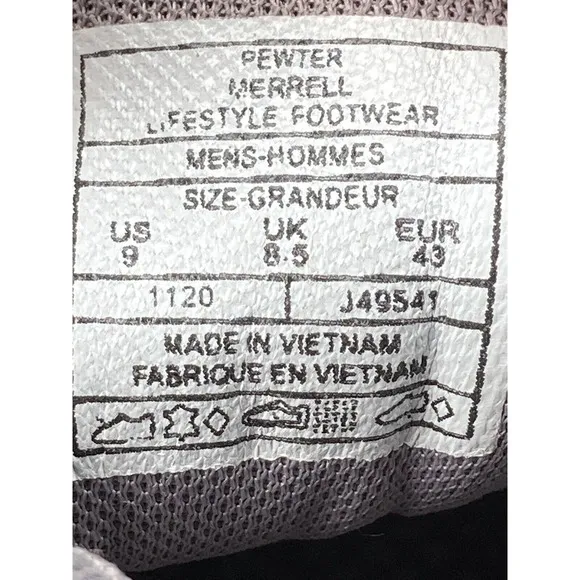 PEWTER
MERRELL
LIFESTYLE FOOTWEAR
MENS-HOMMES
SIZE-GRANDEUR
US UK EUR
9 8.5 43
1120 J49541
MADE IN VIETNAM
FABRIQUE EN VIETNAM